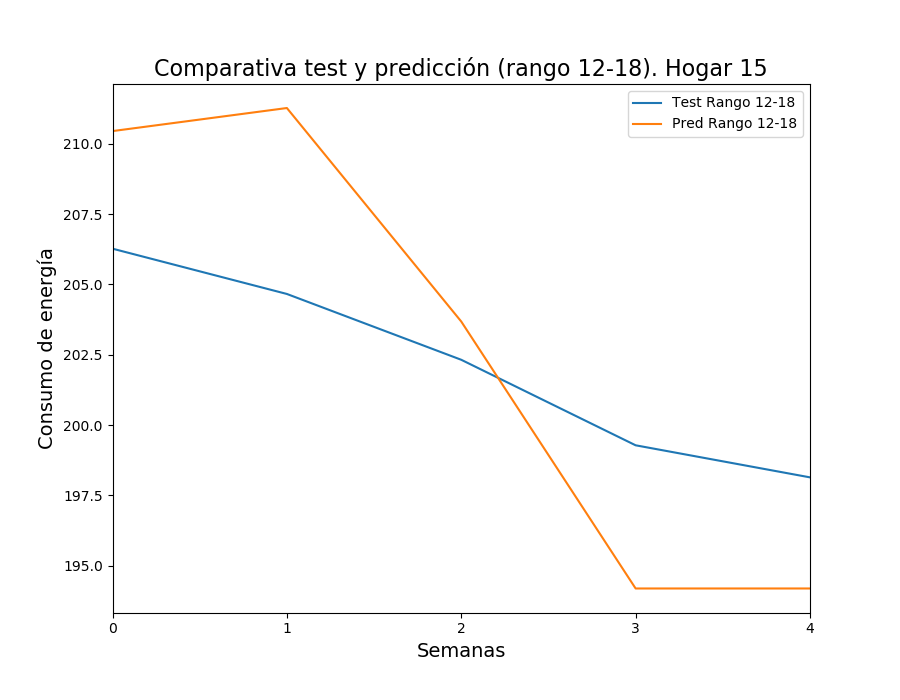 Comparativa test y predicción (rango 12-18). Hogar 15
Test Rango 12-18
Pred Rango 12-18
Consumo de energía
210.0
207.5
205.0
202.5
200.0
197.5
195.0
0 1 2 3 4
Semanas